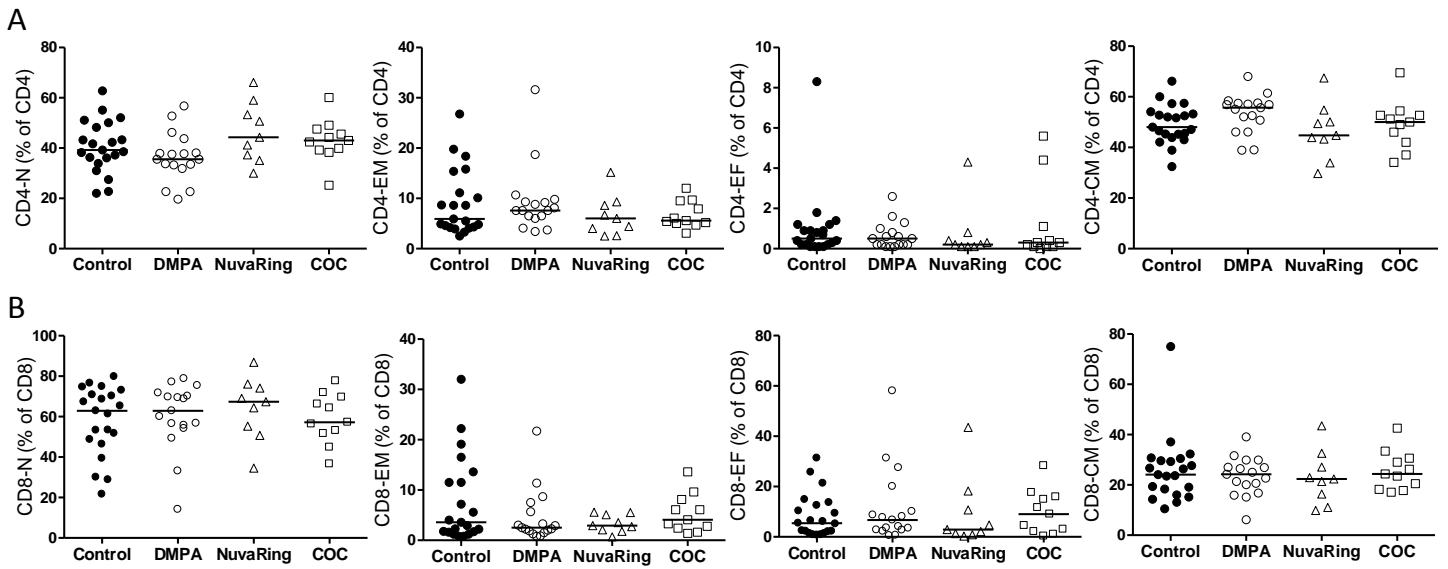 A
CD4-N (% of CD4)
80
60
40
20
0
Control DMPA NuvaRing COC
CD4-EM (% of CD4)
40
30
20
10
0
Control DMPA NuvaRing COC
CD4-EF (% of CD4)
10
8
6
4
2
0
Control DMPA NuvaRing COC
CD4-CM (% of CD4)
80
60
40
20
0
Control DMPA NuvaRing COC
B
CD8-N (% of CD8)
100
80
60
40
20
0
Control DMPA NuvaRing COC
CD8-EM (% of CD8)
40
30
20
10
0
Control DMPA NuvaRing COC
CD8-EF (% of CD8)
80
60
40
20
0
Control DMPA NuvaRing COC
CD8-CM (% of CD8)
80
60
40
20
0
Control DMPA NuvaRing COC